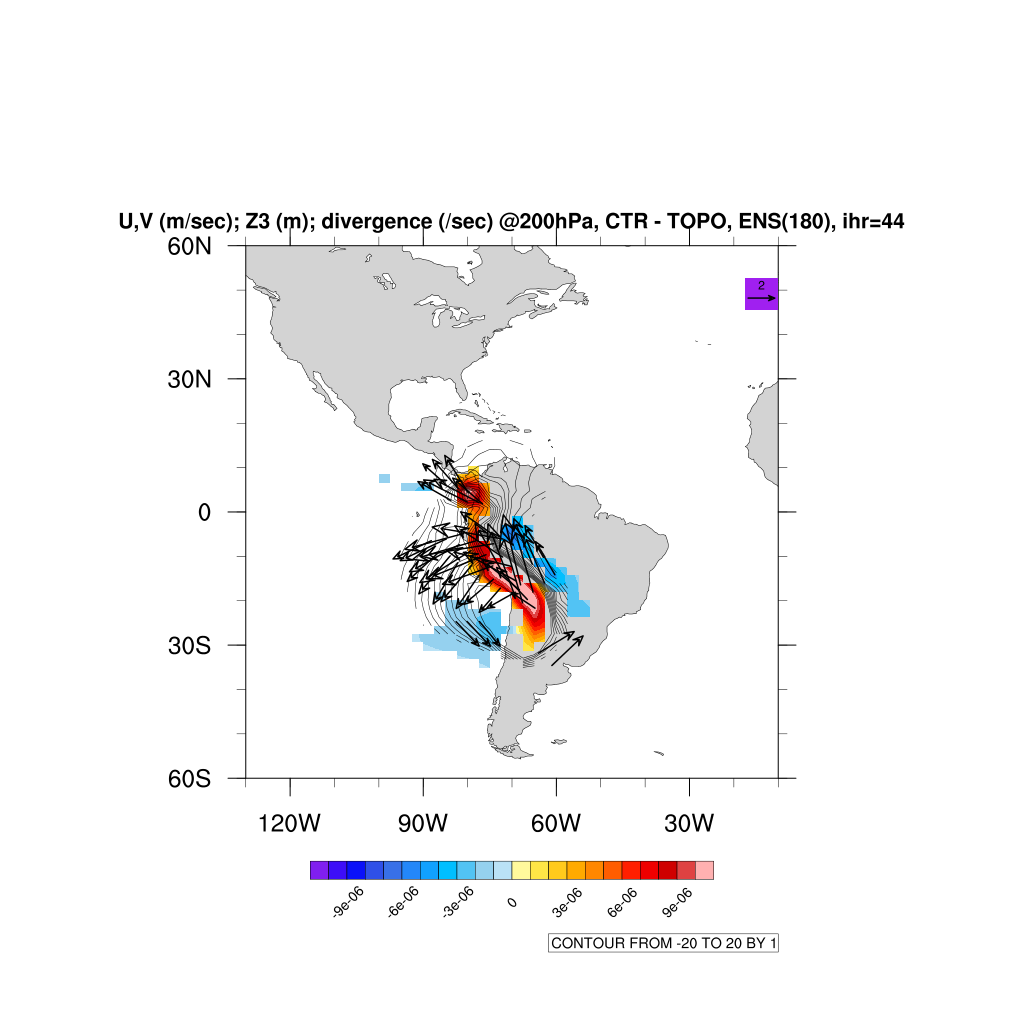 U,V (m/sec); Z3 (m); divergence (/sec) @200hPa, CTR - TOPO, ENS(180), ihr=44
60N
2
30N
0
30S
60S
120W 90W 60W 30W
-9e-06 -6e-06 -3e-06 0 3e-06 6e-06 9e-06
CONTOUR FROM -20 TO 20 BY 1